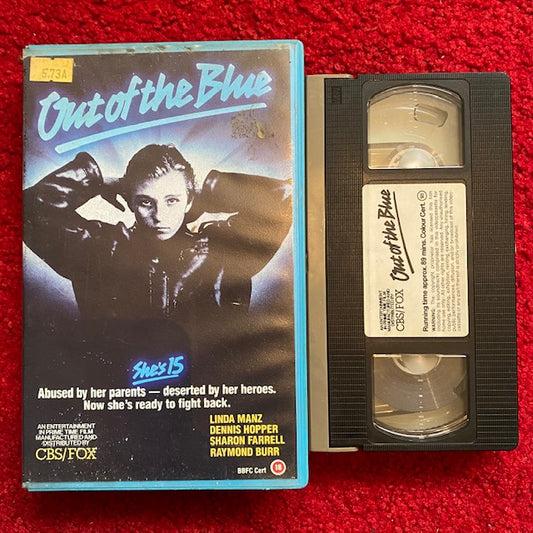 573A
Out of the Blue
She's 15
Abused by her parents — deserted by her heroes.
Now she's ready to fight back.
AN ENTERTAINMENT
IN PRIME TIME FILM
MANUFACTURED AND
DISTRIBUTED BY
CBS/FOX
LINDA MANZ
DENNIS HOPPER
SHARON FARRELL
RAYMOND BURR
BBFC Cert 18
Out of the Blue
CBS/FOX
Running time approx. 89 mins. Colour Cert. 18